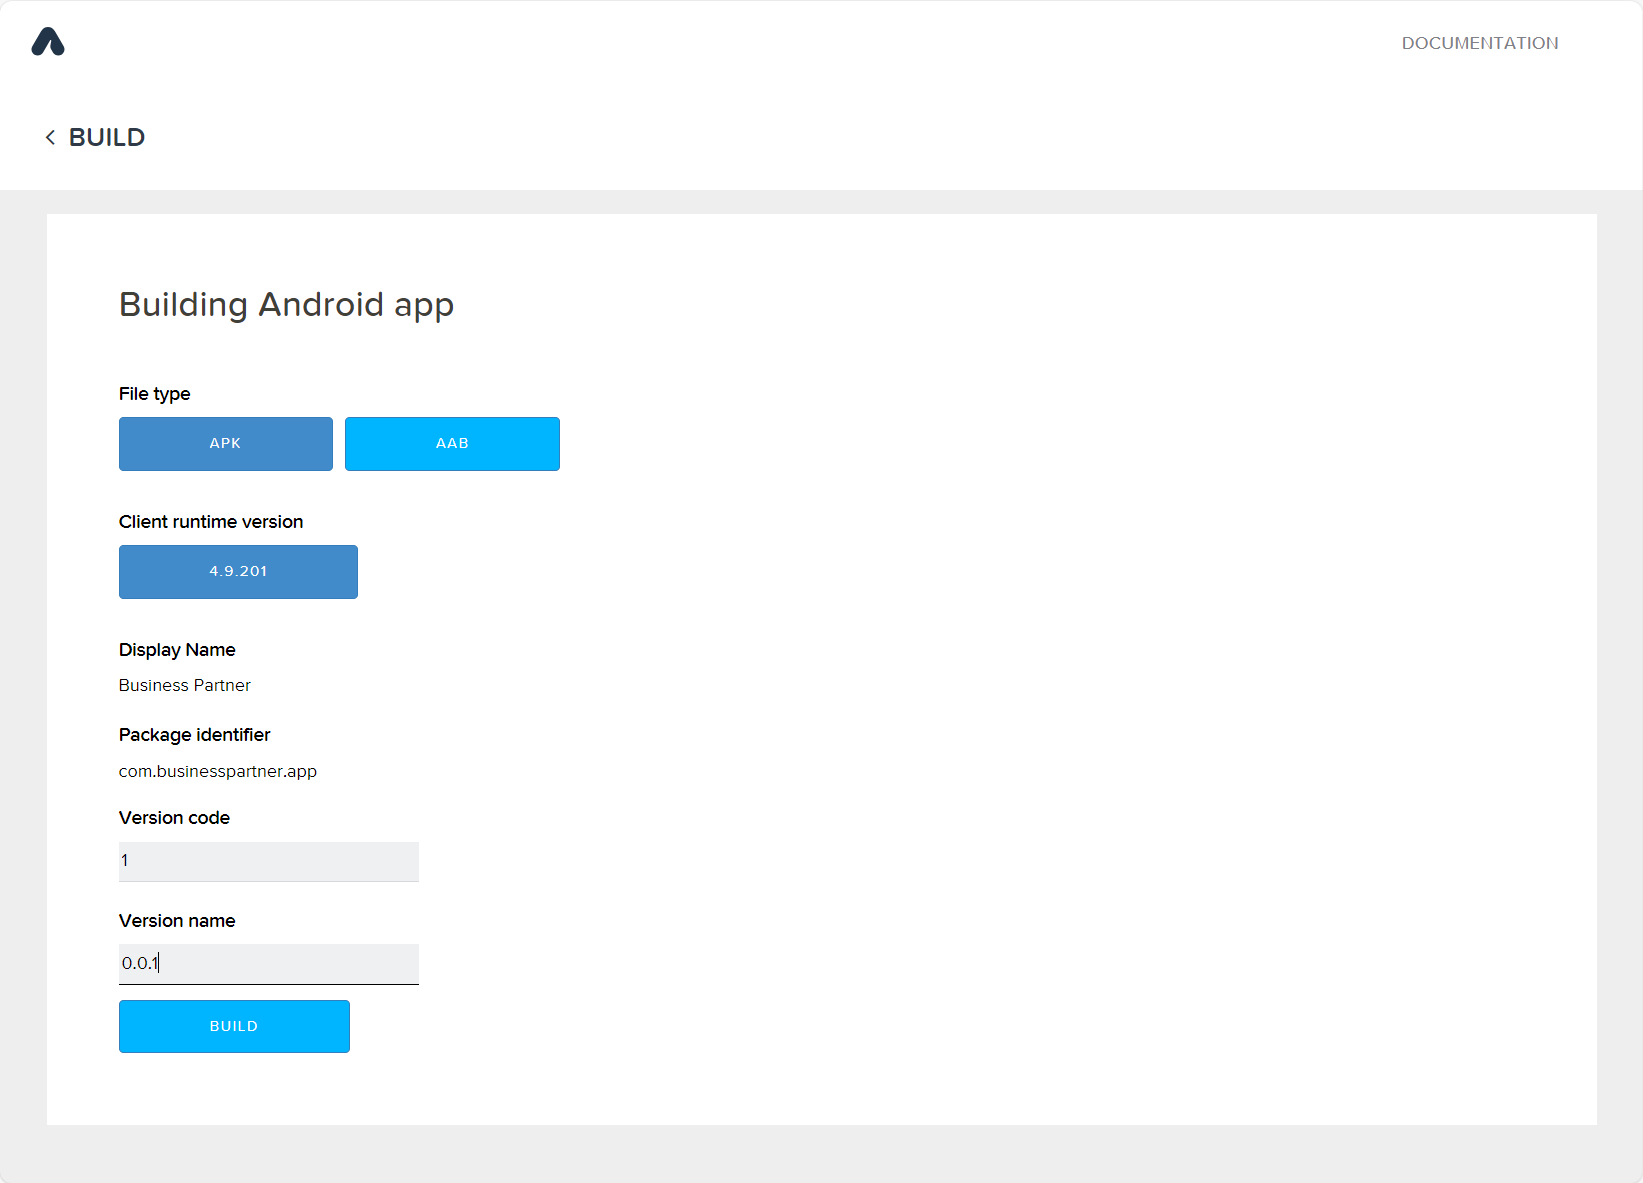 DOCUMENTATION
BUILD
Building Android app
File type
APK AAB
Client runtime version
4.9.201
Display Name
Business Partner
Package identifier
com.businesspartner.app
Version code
1
Version name
0.0.1
BUILD